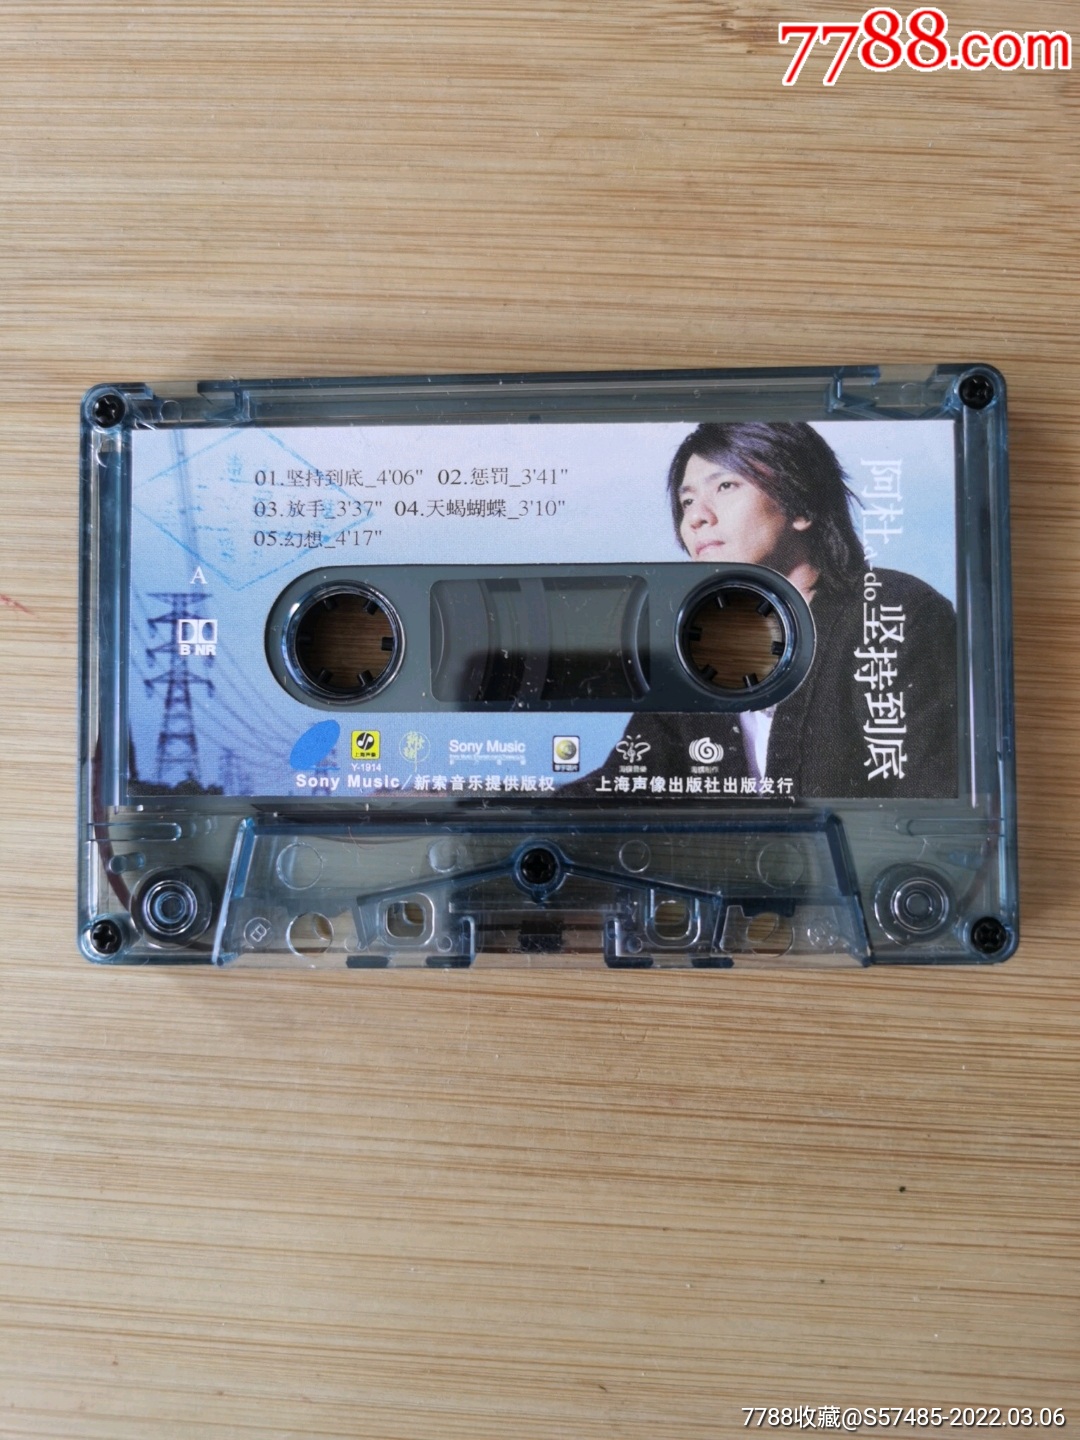 7788.com
01.坚持到底_4'06" 02.惩罚_3'41"
03.放手_3'37" 04.天蝎蝴蝶_3'10"
05.幻想_4'17"
A
B NR
阿杜 a-do 坚持到底
Y-1914
Sony Music
Sony Music/新索音乐提供版权 上海声像出版社出版发行
7788收藏@S57485-2022.03.06